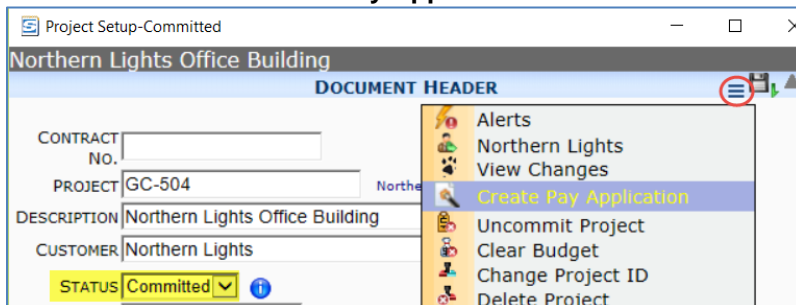 Project Setup-Committed
Northern Lights Office Building
DOCUMENT HEADER
Alerts
Northern Lights
View Changes
Create Pay Application
Uncommit Project
Clear Budget
Change Project ID
Delete Project
CONTRACT
NO.
PROJECT GC-504
Northe
DESCRIPTION Northern Lights Office Building
CUSTOMER Northern Lights
STATUS Committed